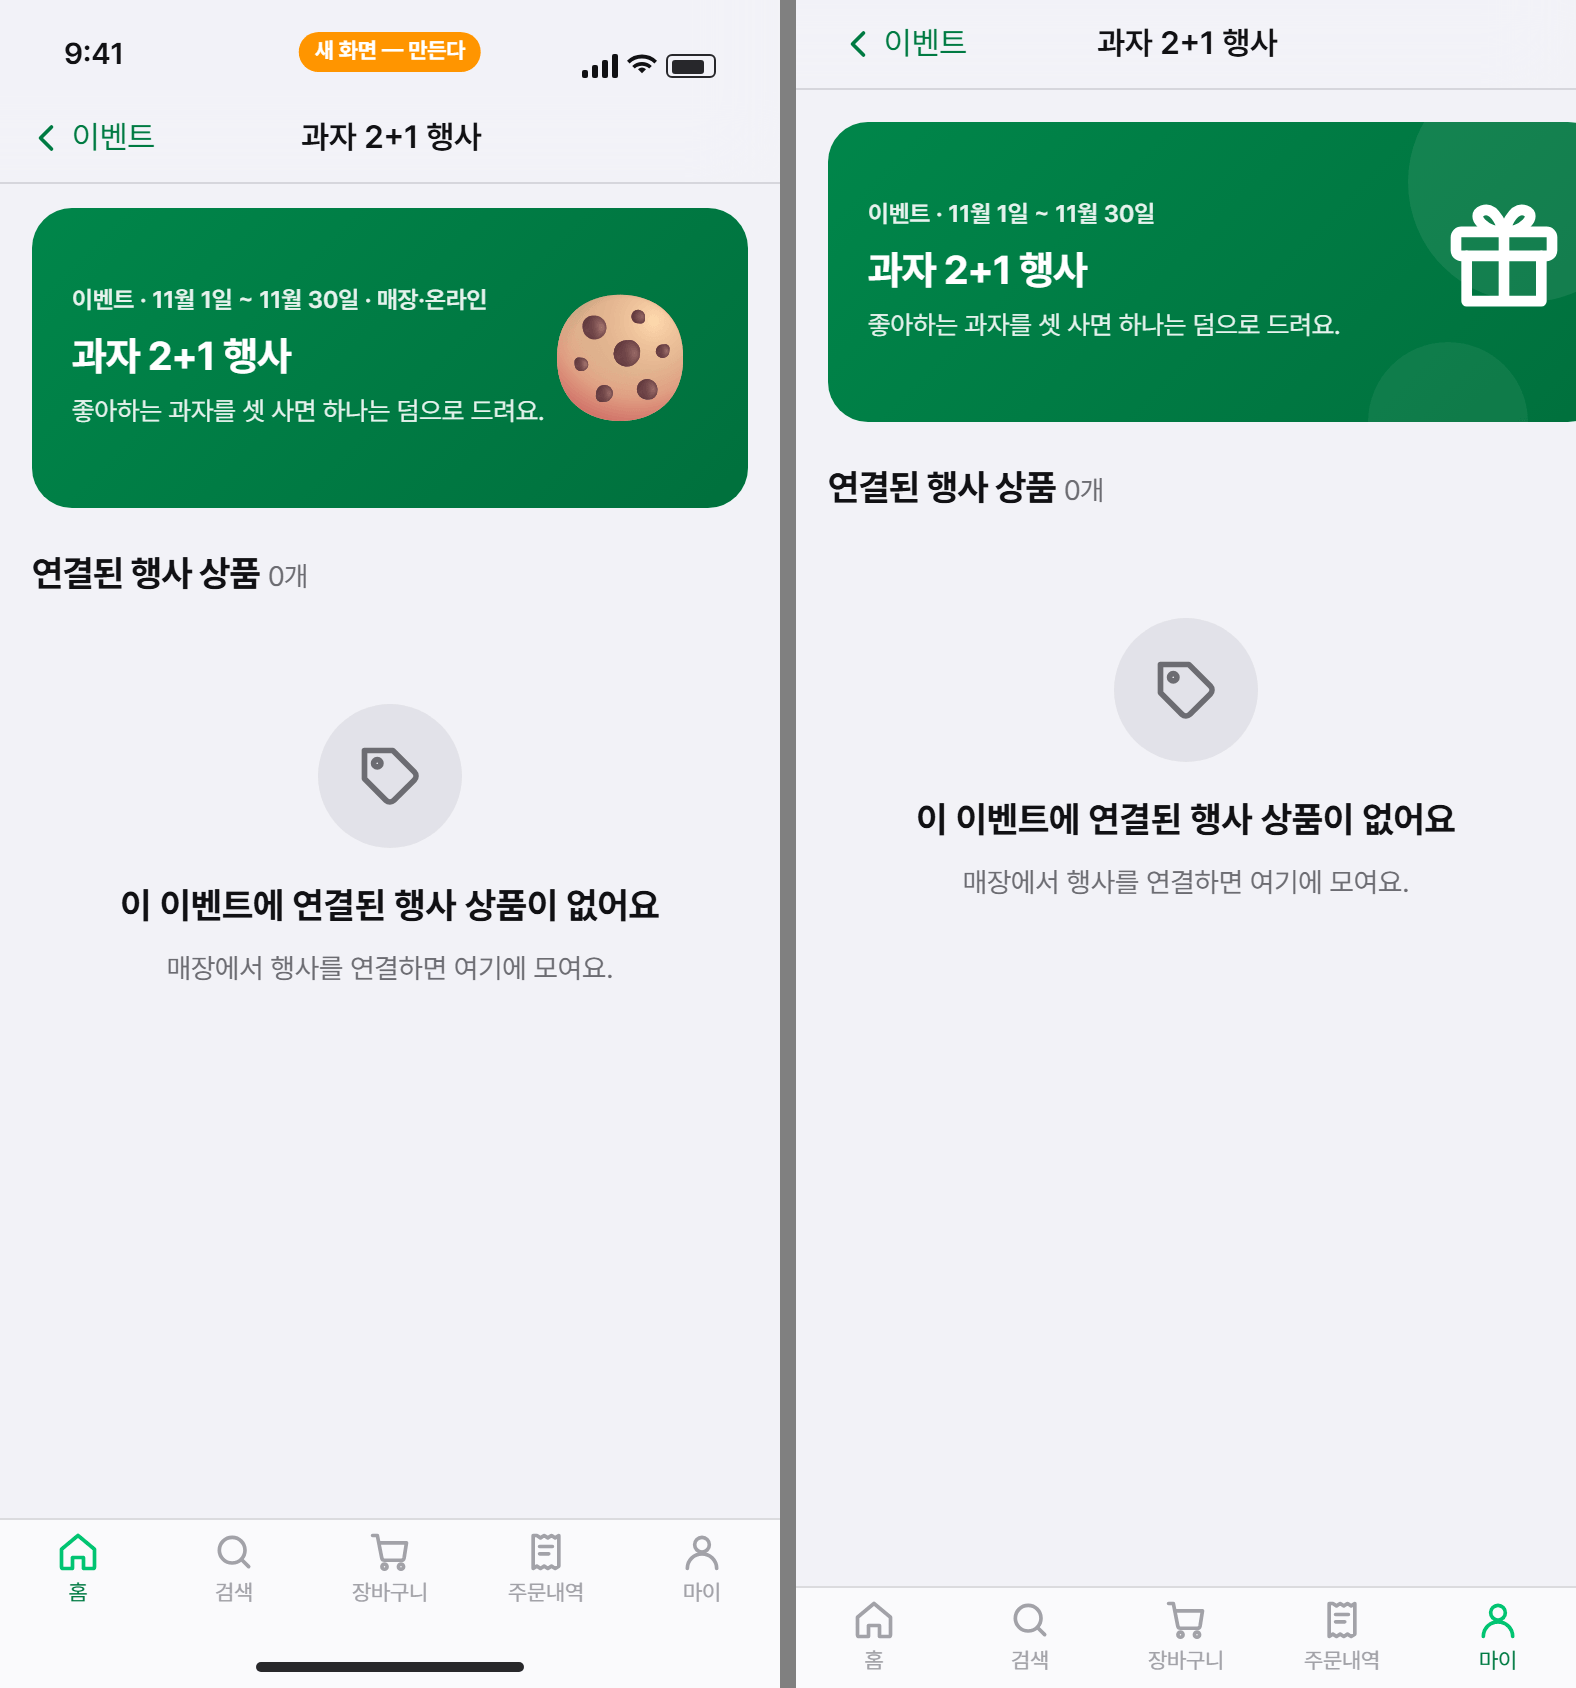 9:41
새 화면 — 만든다
이벤트
과자 2+1 행사
이벤트 · 11월 1일 ~ 11월 30일 · 매장·온라인
과자 2+1 행사
좋아하는 과자를 셋 사면 하나는 덤으로 드려요.
연결된 행사 상품 0개
이 이벤트에 연결된 행사 상품이 없어요
매장에서 행사를 연결하면 여기에 모여요.
홈
검색
장바구니
주문내역
마이
이벤트
과자 2+1 행사
이벤트 · 11월 1일 ~ 11월 30일
과자 2+1 행사
좋아하는 과자를 셋 사면 하나는 덤으로 드려요.
연결된 행사 상품 0개
이 이벤트에 연결된 행사 상품이 없어요
매장에서 행사를 연결하면 여기에 모여요.
홈
검색
장바구니
주문내역
마이